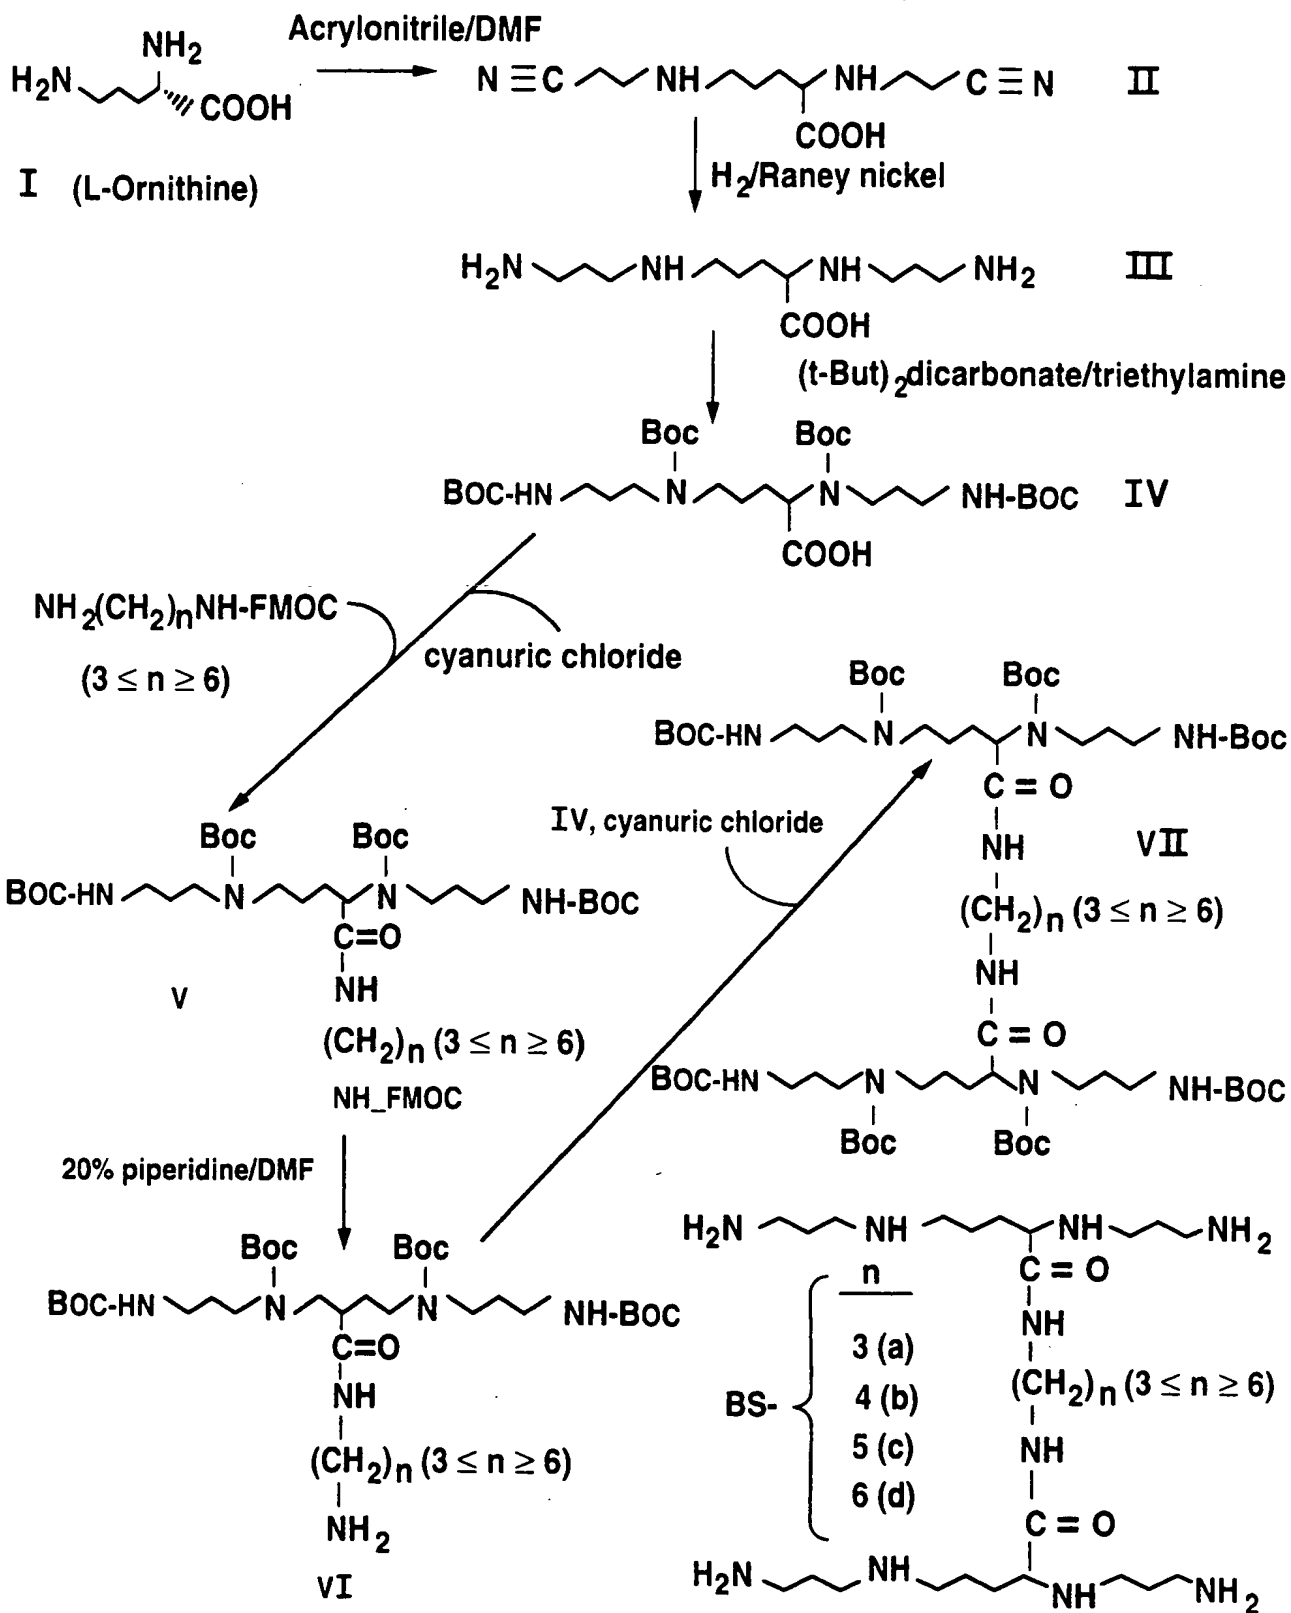 Acrylonitrile/DMF
NH2
H2N
COOH
N≡C NH NH C≡N II
COOH
I (L-Ornithine)
H2/Raney nickel
H2N NH NH NH2 III
COOH
(t-But)2dicarbonate/triethylamine
Boc Boc
BOC-HN N N NH-BOC IV
COOH
NH2(CH2)nNH-FMOC
cyanuric chloride
(3 ≤ n ≥ 6)
Boc Boc
BOC-HN N N NH-BOC
C = O
IV, cyanuric chloride
NH VII
(CH2)n (3 ≤ n ≥ 6)
NH
C = O
BOC-HN N N NH-BOC
Boc Boc
Boc Boc
BOC-HN N N NH-BOC
C=O
NH
V
(CH2)n (3 ≤ n ≥ 6)
NH_FMOC
20% piperidine/DMF
Boc Boc
BOC-HN N N NH-BOC
C=O
NH
(CH2)n (3 ≤ n ≥ 6)
NH2
VI
H2N NH NH NH2
C = O
n
NH
3 (a)
4 (b)
(CH2)n (3 ≤ n ≥ 6)
BS-
5 (c)
NH
6 (d)
C = O
H2N NH NH NH2